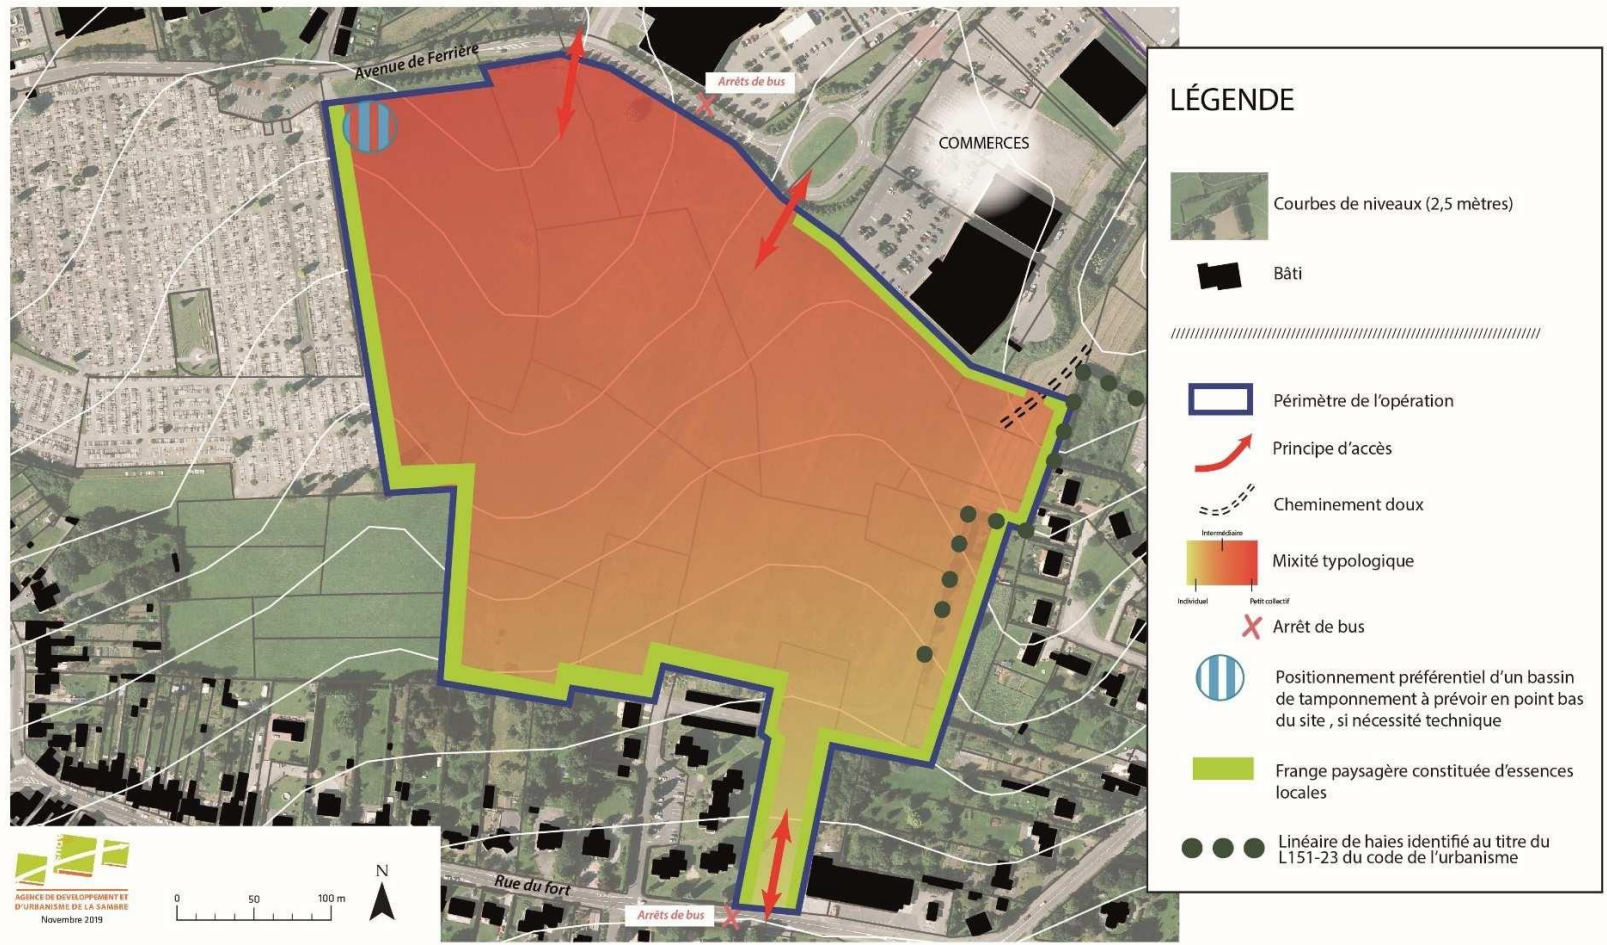 Avenue de Ferrière
Arrêts de bus
COMMERCES
Rue du fort
Arrêts de bus
AGENCE DE DEVELOPPEMENT ET
D'URBANISME DE LA SAMBRE
Novembre 2019
0 50 100 m
N
LÉGENDE
Courbes de niveaux (2,5 mètres)
Bâti
Périmètre de l'opération
Principe d'accès
Cheminement doux
Intermédiaire
Mixité typologique
Individuel Petit collectif
Arrêt de bus
Positionnement préférentiel d'un bassin
de tamponnement à prévoir en point bas
du site , si nécessité technique
Frange paysagère constituée d'essences
locales
Linéaire de haies identifié au titre du
L151-23 du code de l'urbanisme